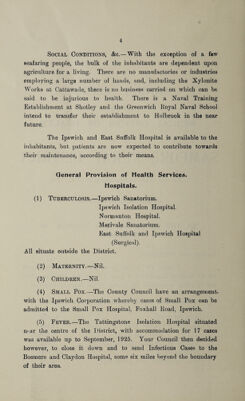 4
Social Conditions, &c.—With the exception of a few
seafaring people, the bulk of the inhabitants are dependent upon
agriculture for a living. There are no manufactories or industries
employing a large number of hands, and, including the Xylonite
Works at Cattawade, there is no business carried on which can be
said to be injurious to health. There is a Naval Training
Establishment at Shotley and the Greenwich Royal Naval School
intend to transfer their establishment to Holbrook in the near
future.
The Ipswich and East Suffolk Hospital is available to the
inhabitants, but patients are now expected to contribute towards
their maintenance, according to their means.
General Provision of Health Services.
Hospitals.
(1) Tuberculosis.—Ipswich Sanatorium.
Ipswich Isolation Hospital.
Normanton Hospital.
Merivale Sanatorium.
East Suffolk and Ipswich Hospital
(Surgical).
All situate outside the District.
(2) Maternity.—Nil.
(3) Children.—Nil.
(4) Small Pox.—The County Council have an arrangement
with the Ipswich Corporation whereby cases of Small Pox can be
admitted to the Small Pox Hospital, Foxhall Road, Ipswich.
(5) Fever.—The Tattingstone Isolation Hospital situated
near the centre of the District, with accommodation for 17 cases
was available up to September, 1925. Your Council then decided
however, to close it down and to send Infectious Cases to the
Bosmere and Claydon Hospital, some six miles beyond the boundary
of their area.